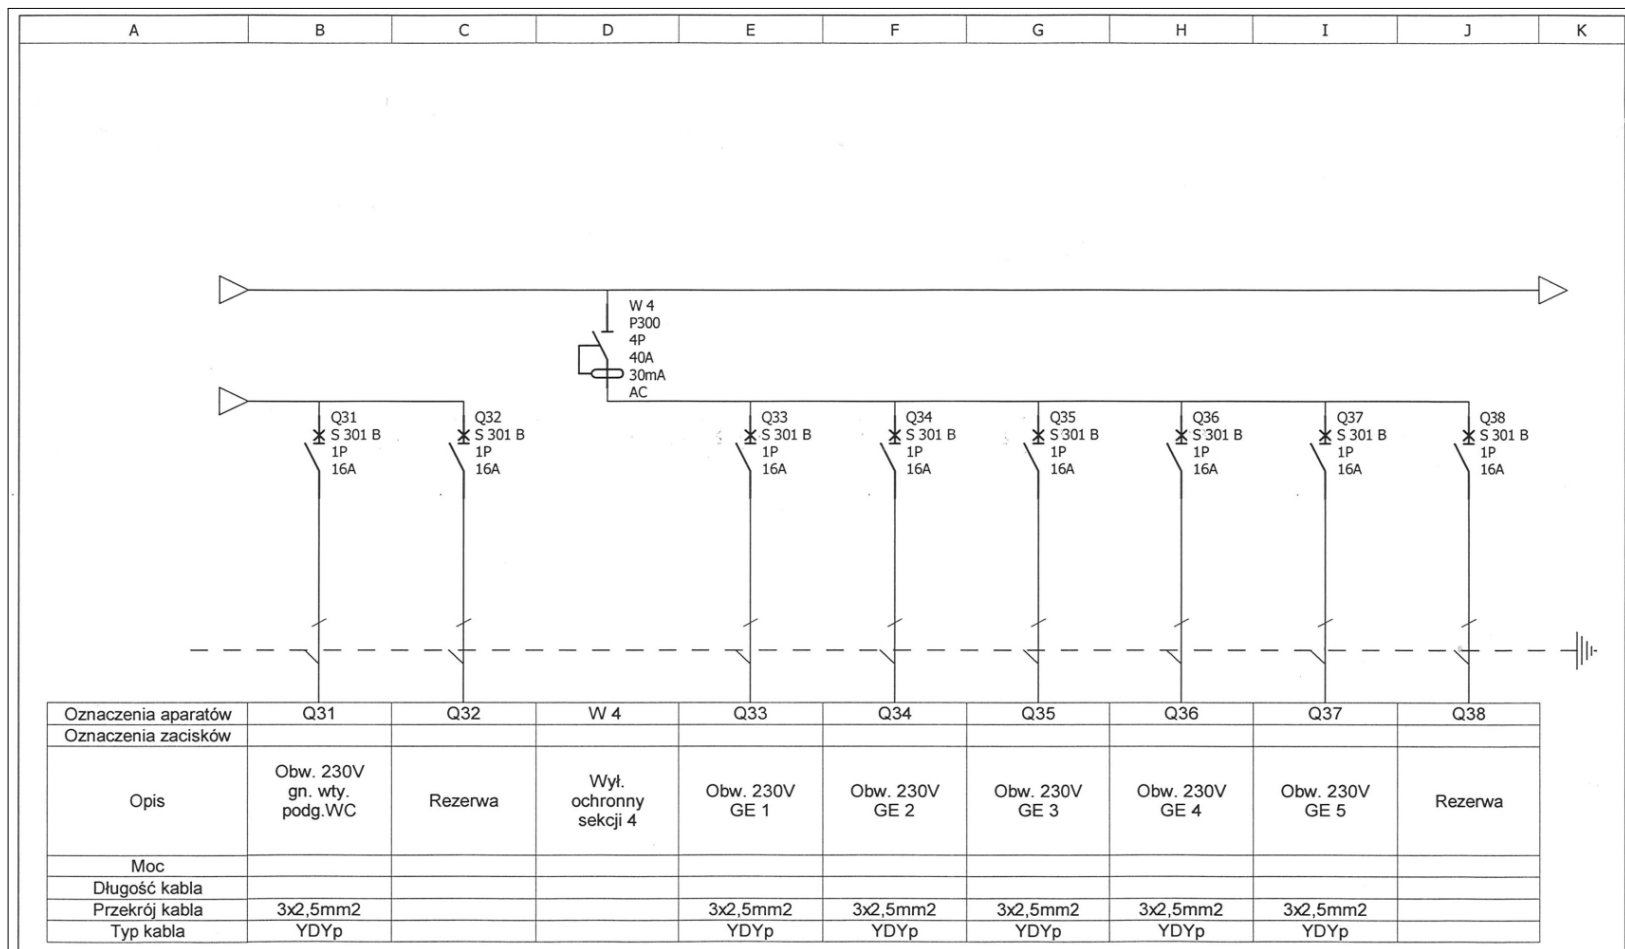 A B C D E F G H I J K
W 4
P300
4P
40A
30mA
AC
Q31
S 301 B
1P
16A
Q32
S 301 B
1P
16A
Q33
S 301 B
1P
16A
Q34
S 301 B
1P
16A
Q35
S 301 B
1P
16A
Q36
S 301 B
1P
16A
Q37
S 301 B
1P
16A
Q38
S 301 B
1P
16A
Oznaczenia aparatów Q31 Q32 W 4 Q33 Q34 Q35 Q36 Q37 Q38
Oznaczenia zacisków
Opis
Obw. 230V
gn. wty.
podg.WC
Rezerwa
Wył.
ochronny
sekcji 4
Obw. 230V
GE 1
Obw. 230V
GE 2
Obw. 230V
GE 3
Obw. 230V
GE 4
Obw. 230V
GE 5
Rezerwa
Moc
Długość kabla
Przekrój kabla 3x2,5mm2 3x2,5mm2 3x2,5mm2 3x2,5mm2 3x2,5mm2 3x2,5mm2
Typ kabla YDYp YDYp YDYp YDYp YDYp YDYp